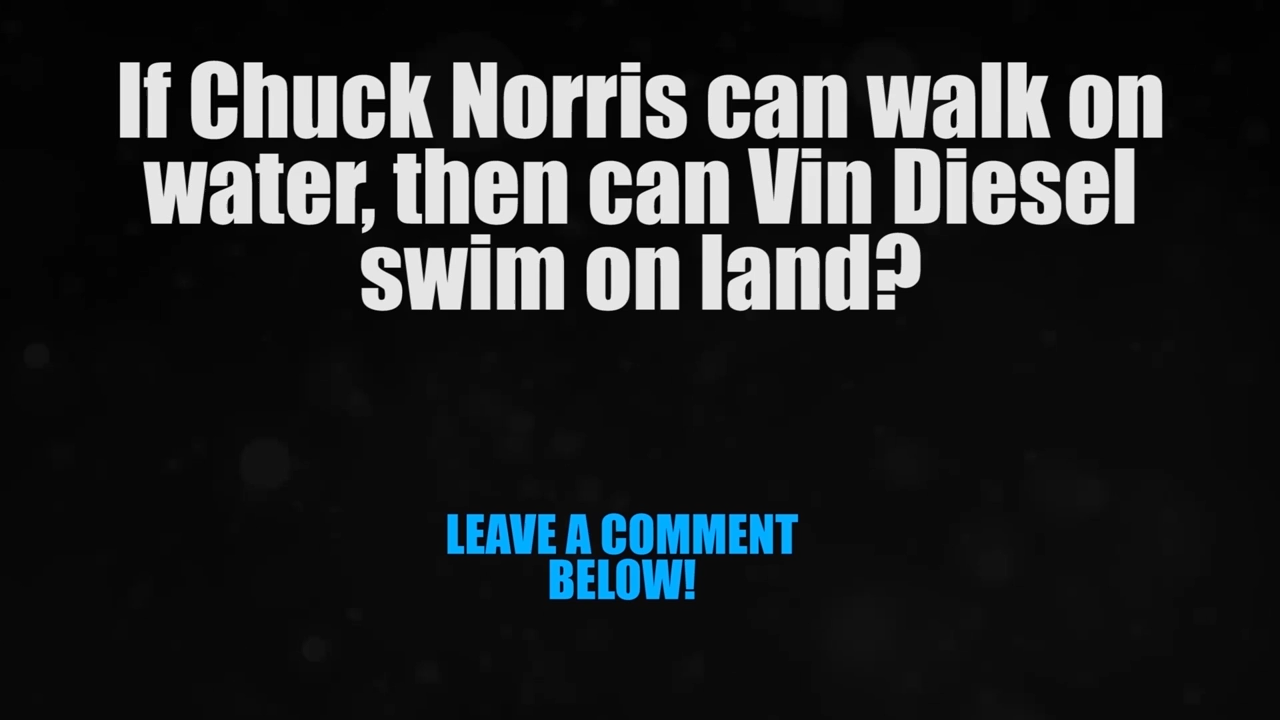 If Chuck Norris can walk on
water, then can Vin Diesel
swim on land?
LEAVE A COMMENT
BELOW!